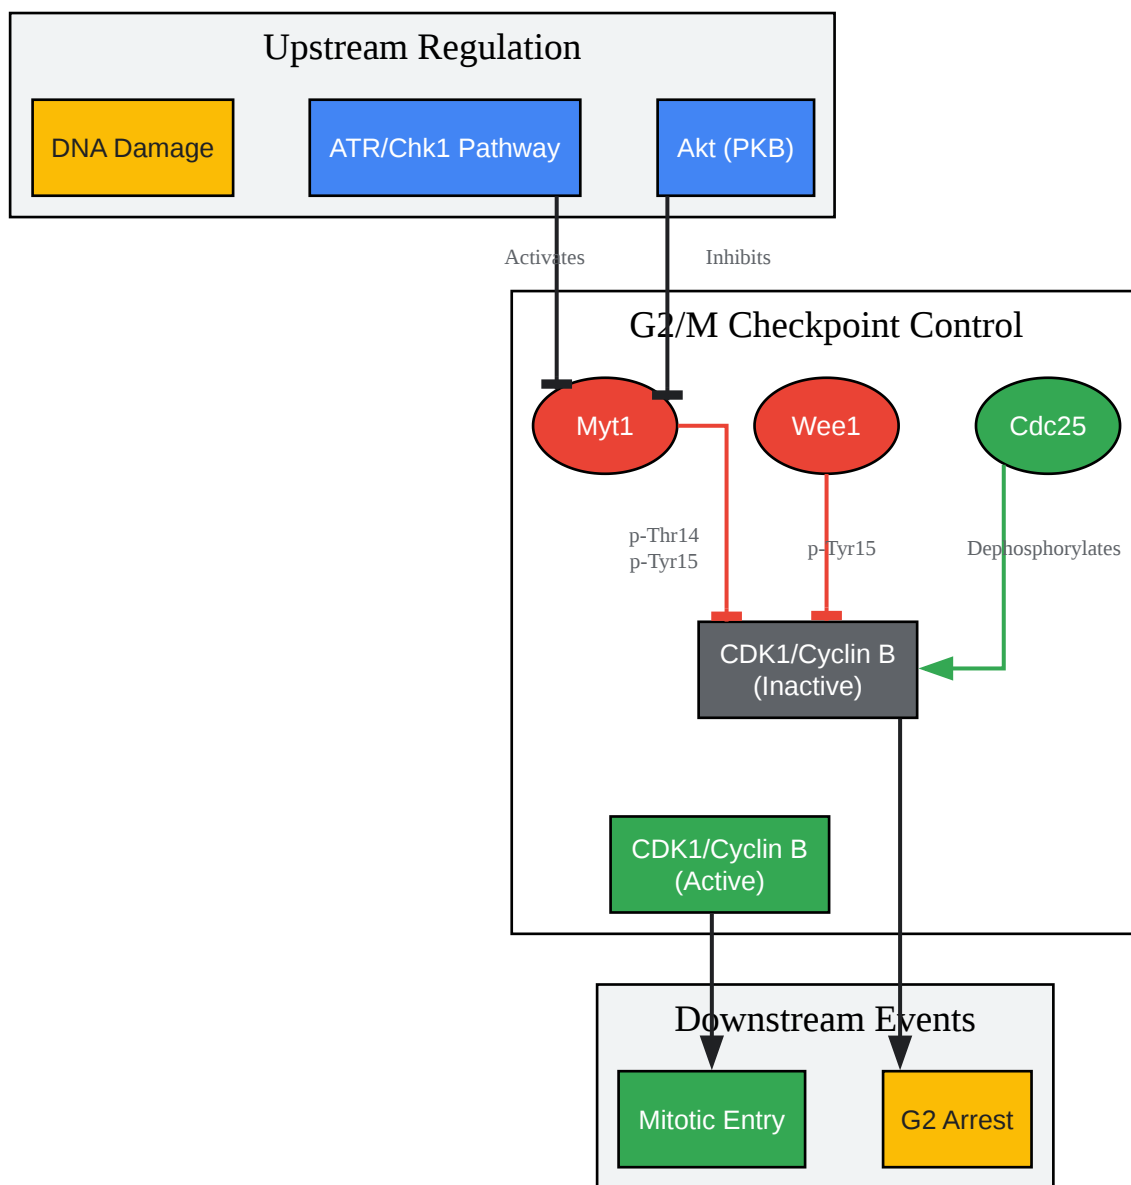 Upstream Regulation
DNA Damage
ATR/Chk1 Pathway
Akt (PKB)
Activates
Inhibits
G2/M Checkpoint Control
Myt1
Wee1
Cdc25
p-Thr14
p-Tyr15
p-Tyr15
Dephosphorylates
CDK1/Cyclin B
(Inactive)
CDK1/Cyclin B
(Active)
Downstream Events
Mitotic Entry
G2 Arrest